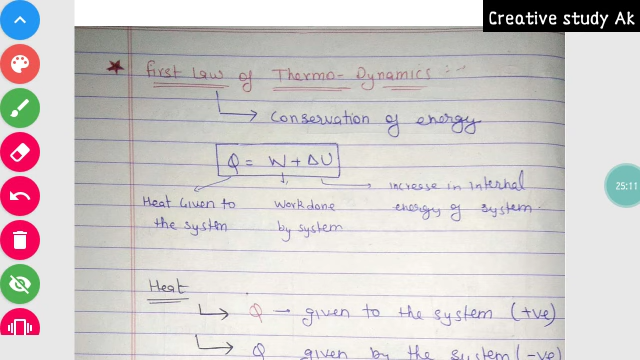 Creative study Ak
★ First Law of Thermo-Dynamics :-
Conservation of energy
Q = W + ΔU
Heat Given to the system
Work done by system
increase in internal energy of system
25:11
Heat
Q → given to the system (+ve)
Q given by the system (-ve)